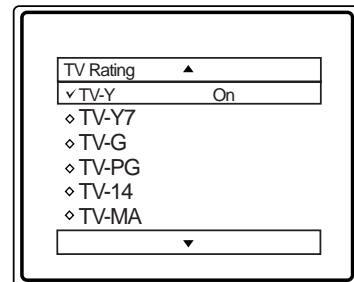 TV Rating ▲
✓ TV-Y On
◇ TV-Y7
◇ TV-G
◇ TV-PG
◇ TV-14
◇ TV-MA
▼